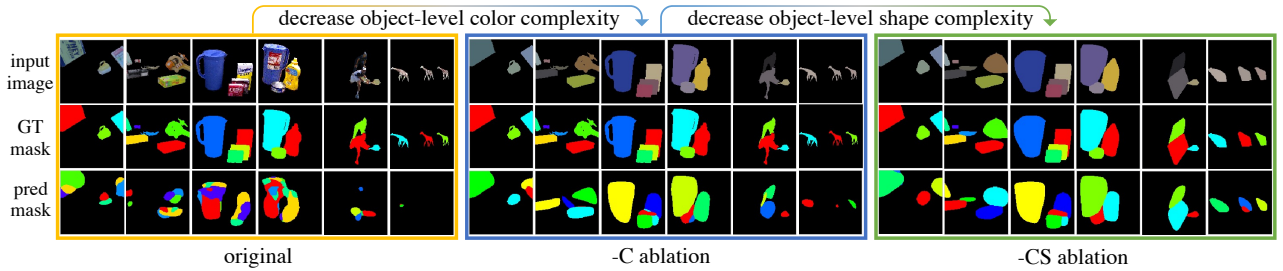 decrease object-level color complexity
decrease object-level shape complexity
input
image
GT
mask
pred
mask
original
-C ablation
-CS ablation